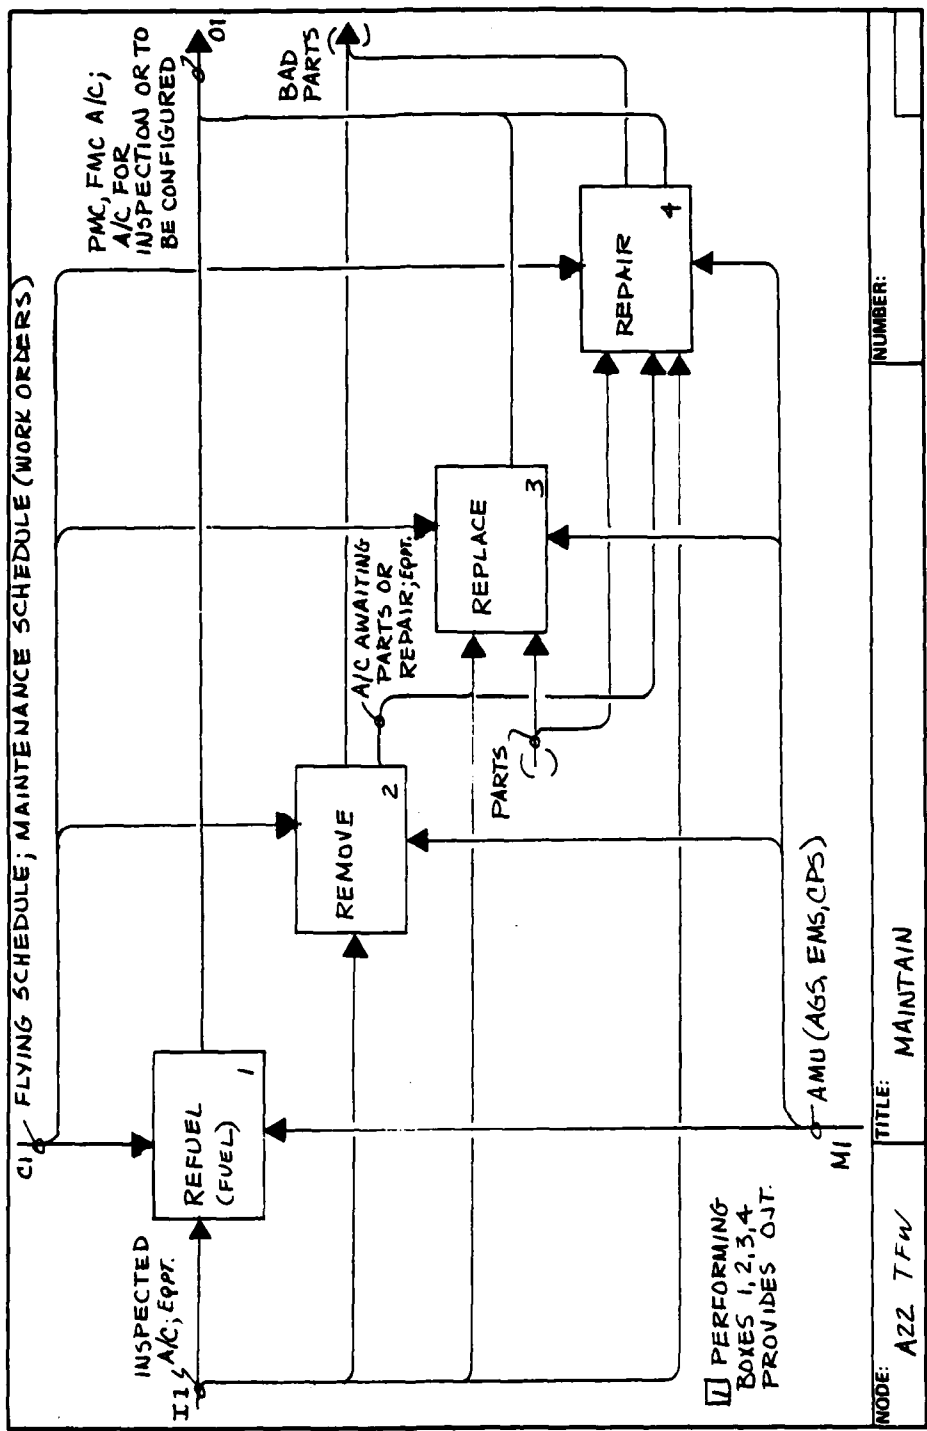 C1
FLYING SCHEDULE; MAINTENANCE SCHEDULE (WORK ORDERS)
INSPECTED
A/C; EQPT.
I1
REFUEL
(FUEL)
1
PMC, FMC A/C;
A/C FOR
INSPECTION OR TO
BE CONFIGURED
O1
BAD
PARTS
REMOVE
2
A/C AWAITING
PARTS OR
REPAIR; EQPT.
REPLACE
3
PARTS
REPAIR
4
1 PERFORMING
BOXES 1, 2, 3, 4
PROVIDES OJT.
M1
AMU (AGS, EMS, CPS)
NODE:
A22 TFW
TITLE:
MAINTAIN
NUMBER: